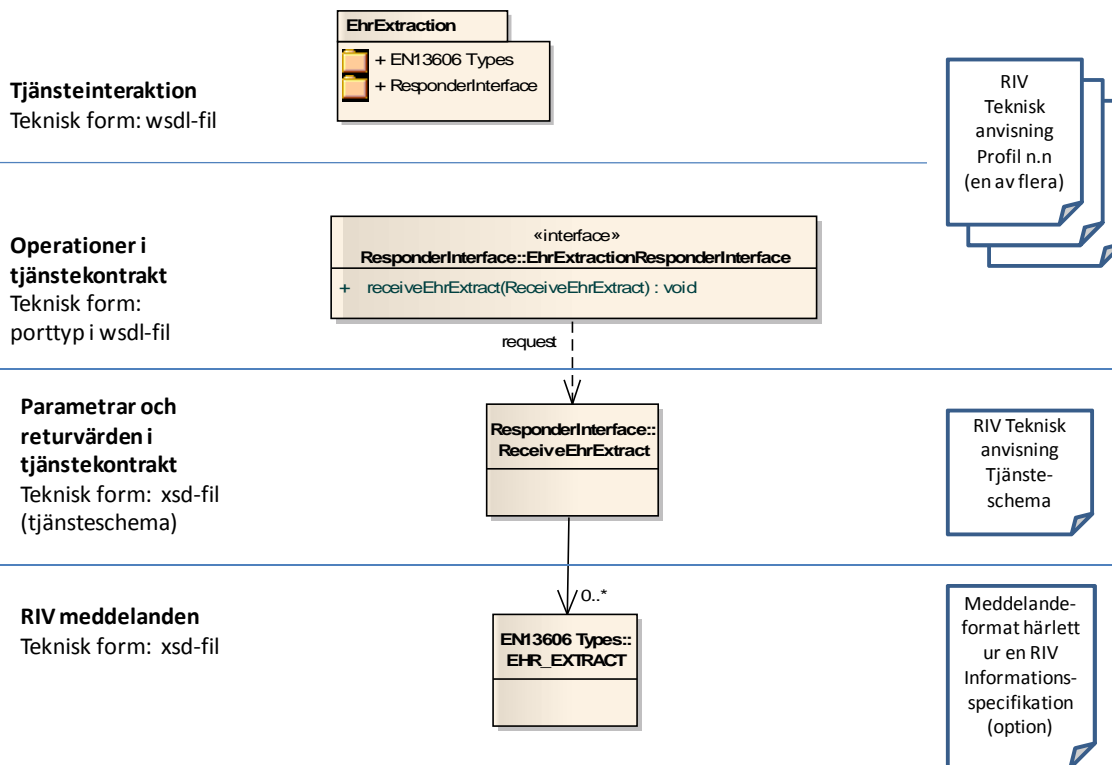 EhrExtraction
+ EN13606 Types
+ ResponderInterface
Tjänsteinteraktion
Teknisk form: wsdl-fil
RIV
Teknisk
anvisning
Profil n.n
(en av flera)
Operationer i
tjänstekontrakt
Teknisk form:
porttyp i wsdl-fil
«interface»
ResponderInterface::EhrExtractionResponderInterface
+ receiveEhrExtract(ReceiveEhrExtract) : void
request
Parametrar och
returvärden i
tjänstekontrakt
Teknisk form: xsd-fil
(tjänsteschema)
ResponderInterface::
ReceiveEhrExtract
RIV Teknisk
anvisning
Tjänste-
schema
0..*
RIV meddelanden
Teknisk form: xsd-fil
EN13606 Types::
EHR_EXTRACT
Meddelande-
format härlett
ur en RIV
Informations-
specifikation
(option)